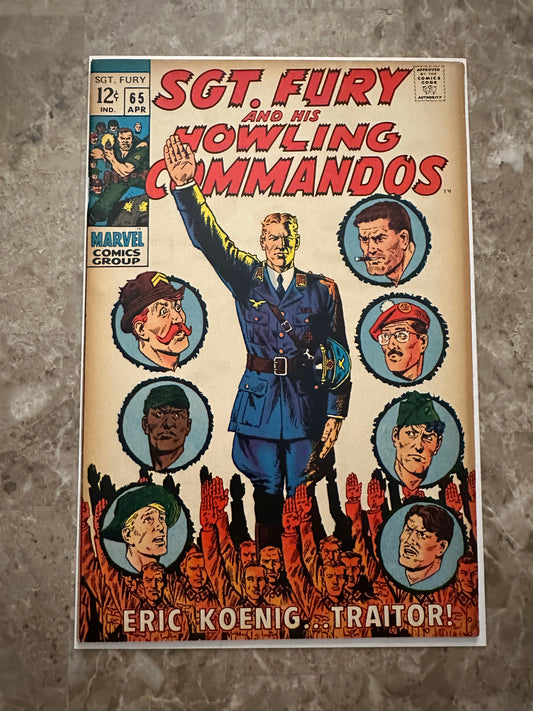 SGT. FURY
12¢
IND.
65
APR
MARVEL
COMICS
GROUP
SGT. FURY
AND HIS
HOWLING
COMMANDOS
APPROVED
BY THE
COMICS
CODE
AUTHORITY
ERIC KOENIG...TRAITOR!